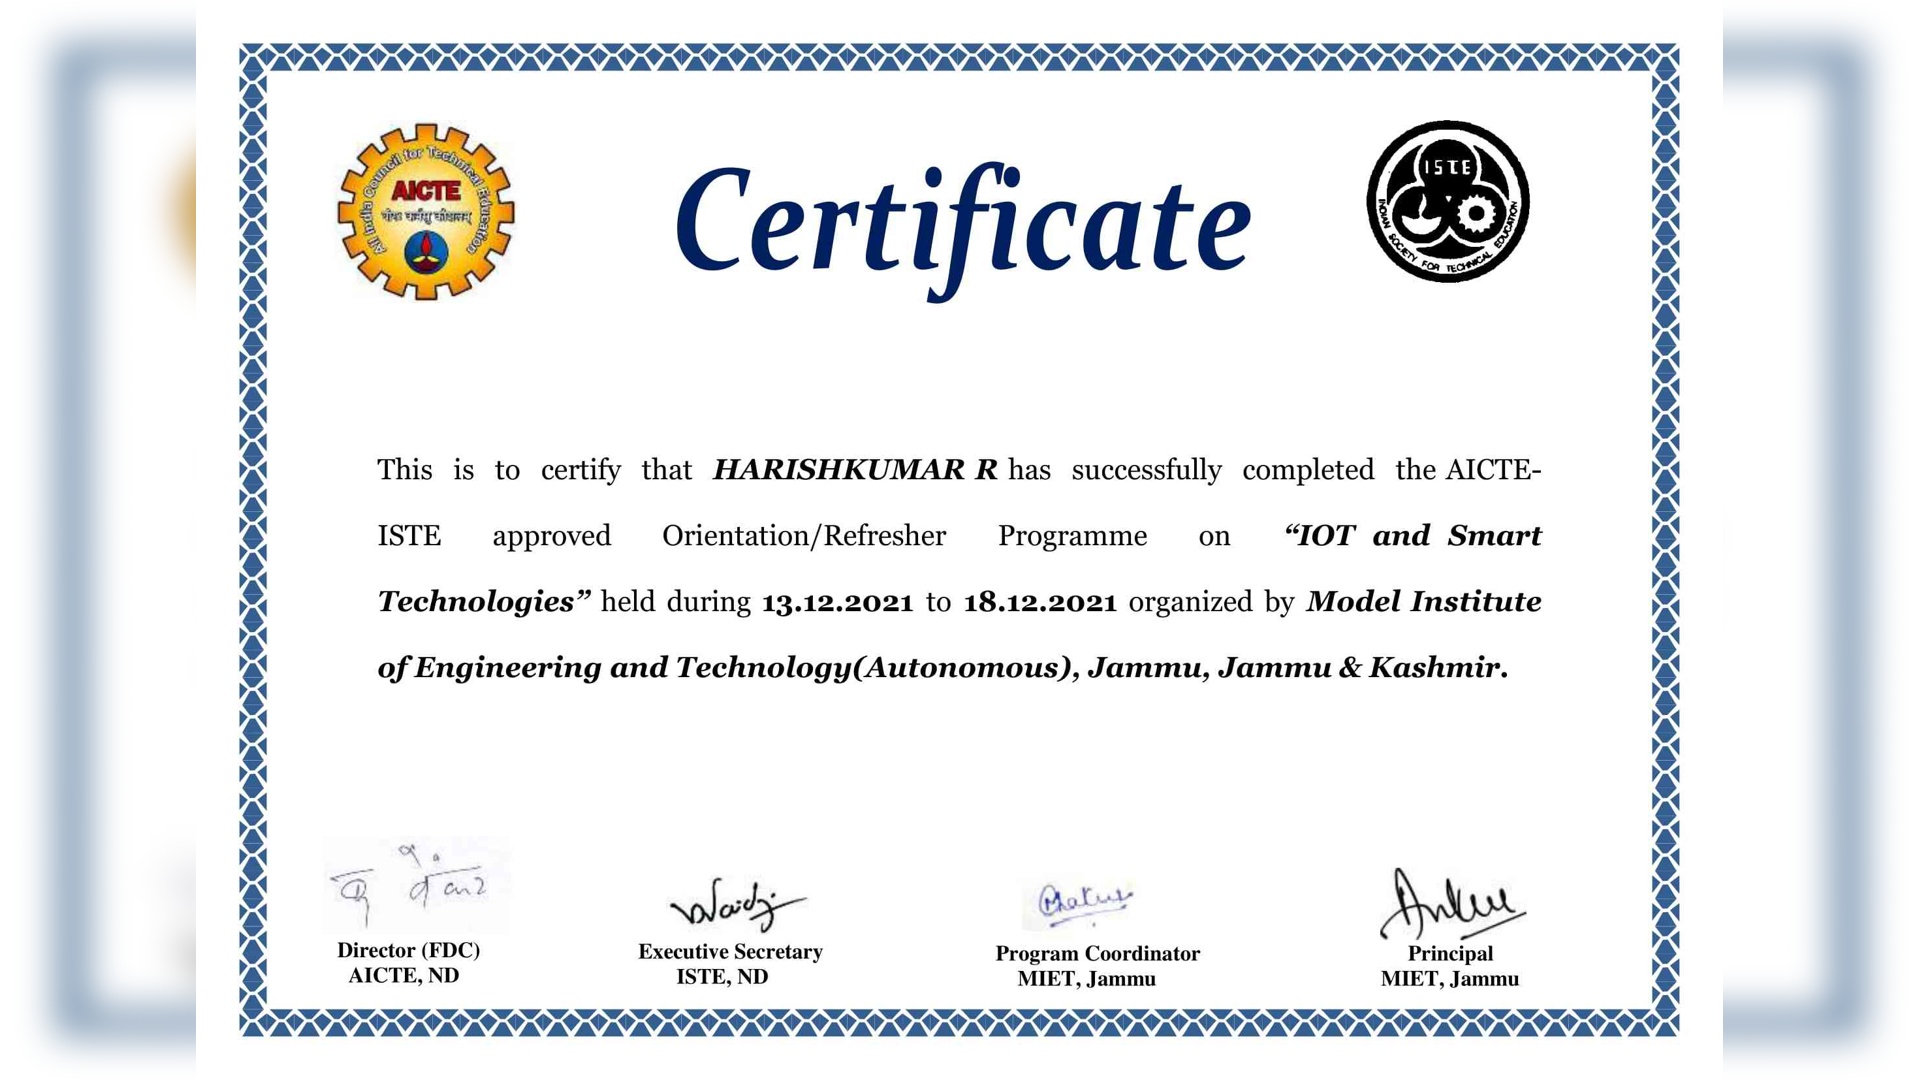 All India Council for Technical Education
AICTE
Certificate
ISTE
INDIAN SOCIETY FOR TECHNICAL EDUCATION
This is to certify that HARISHKUMAR R has successfully completed the AICTE-
ISTE approved Orientation/Refresher Programme on “IOT and Smart
Technologies” held during 13.12.2021 to 18.12.2021 organized by Model Institute
of Engineering and Technology(Autonomous), Jammu, Jammu & Kashmir.
Director (FDC)
AICTE, ND
Executive Secretary
ISTE, ND
Program Coordinator
MIET, Jammu
Principal
MIET, Jammu